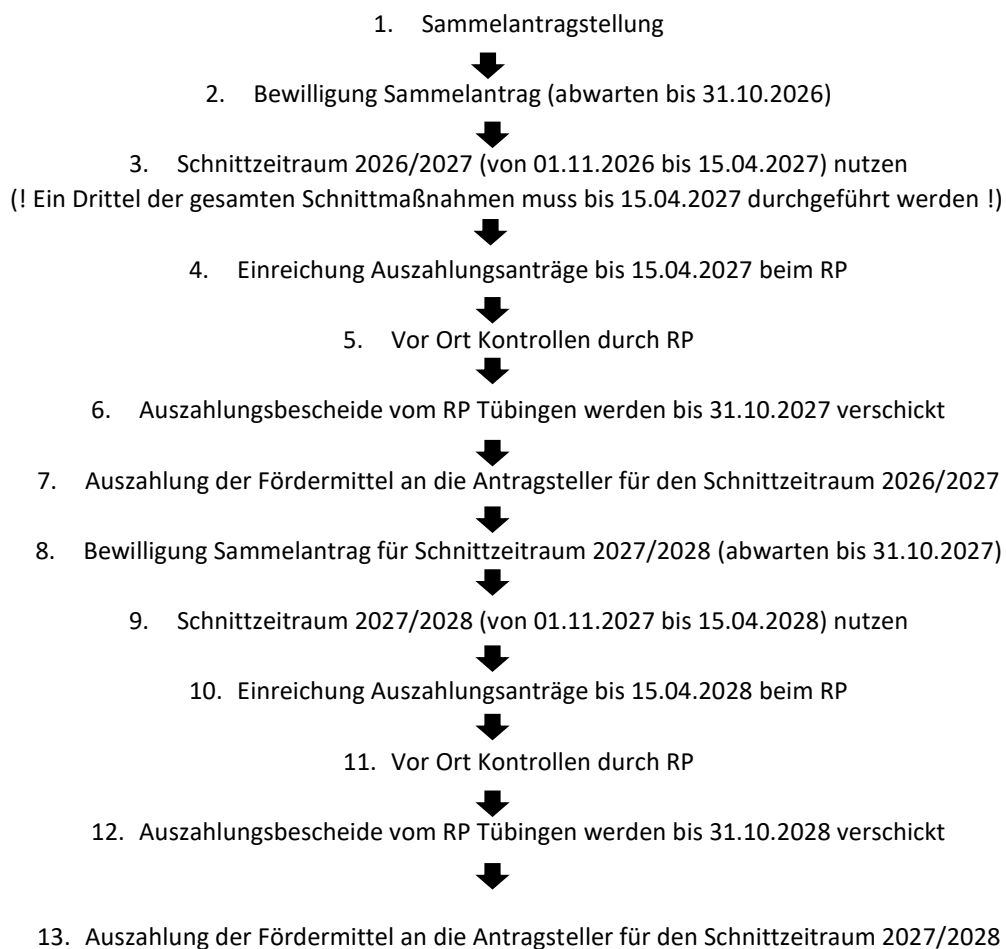 1. Sammelantragstellung
2. Bewilligung Sammelantrag (abwarten bis 31.10.2026)
3. Schnittzeitraum 2026/2027 (von 01.11.2026 bis 15.04.2027) nutzen
(! Ein Drittel der gesamten Schnittmaßnahmen muss bis 15.04.2027 durchgeführt werden !)
4. Einreichung Auszahlungsanträge bis 15.04.2027 beim RP
5. Vor Ort Kontrollen durch RP
6. Auszahlungsbescheide vom RP Tübingen werden bis 31.10.2027 verschickt
7. Auszahlung der Fördermittel an die Antragsteller für den Schnittzeitraum 2026/2027
8. Bewilligung Sammelantrag für Schnittzeitraum 2027/2028 (abwarten bis 31.10.2027)
9. Schnittzeitraum 2027/2028 (von 01.11.2027 bis 15.04.2028) nutzen
10. Einreichung Auszahlungsanträge bis 15.04.2028 beim RP
11. Vor Ort Kontrollen durch RP
12. Auszahlungsbescheide vom RP Tübingen werden bis 31.10.2028 verschickt
13. Auszahlung der Fördermittel an die Antragsteller für den Schnittzeitraum 2027/2028